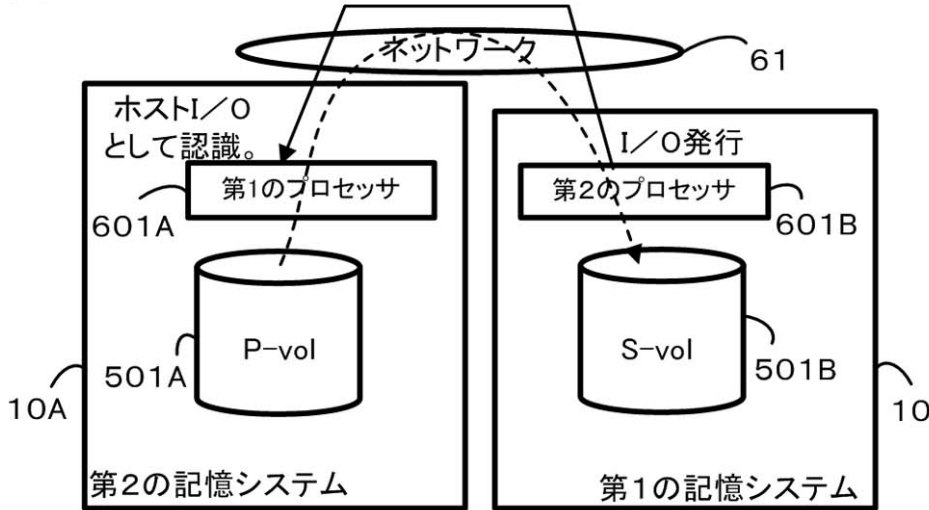 ネットワーク
61
ホストI/O
として認識。
I/O発行
第1のプロセッサ
第2のプロセッサ
601A
601B
P-vol
S-vol
501A
501B
10A
10
第2の記憶システム
第1の記憶システム